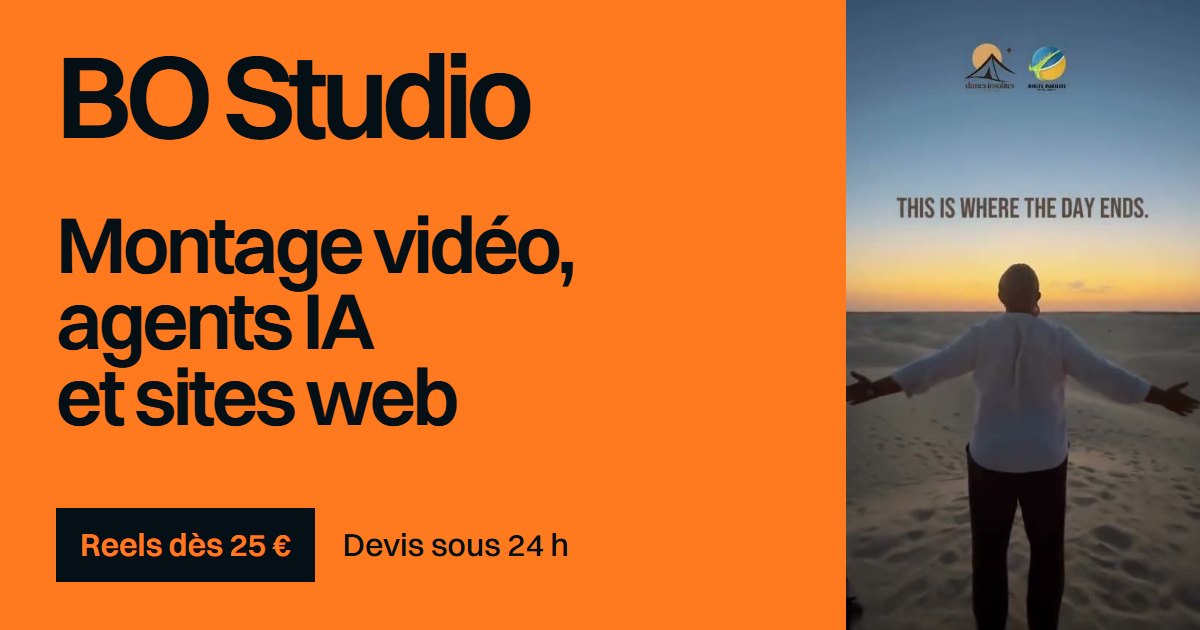 BO Studio
Montage vidéo,
agents IA
et sites web
Reels dès 25 €
Devis sous 24 h
THIS IS WHERE THE DAY ENDS.